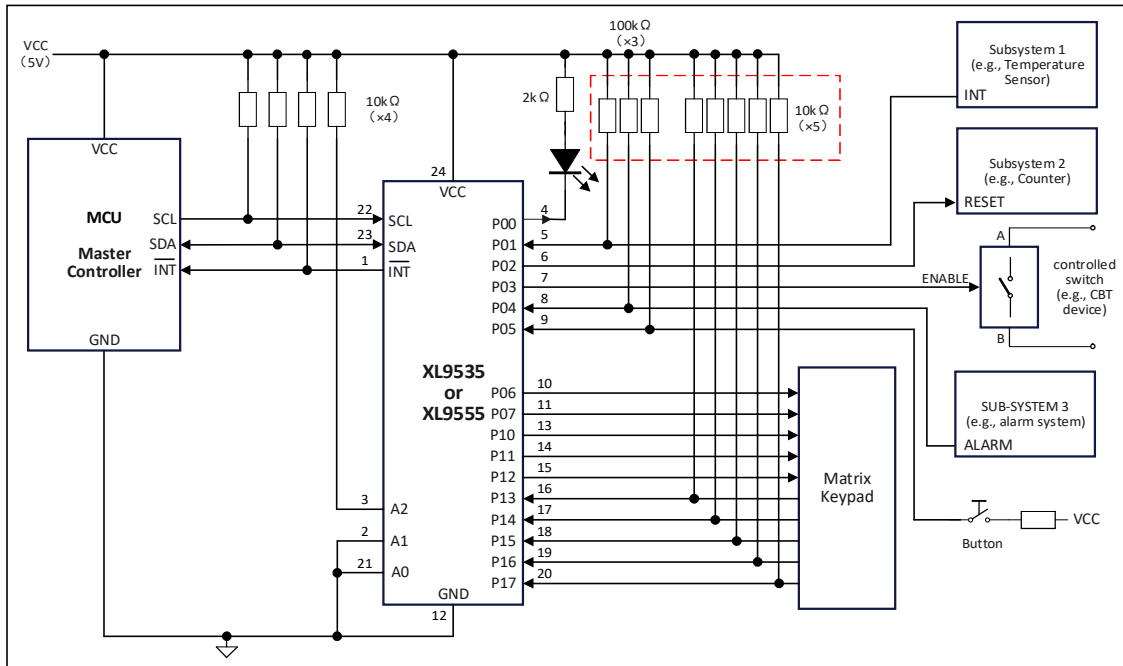 VCC
（5V）
100kΩ
（×3）
2kΩ
10kΩ
（×4）
10kΩ
（×5）
Subsystem 1
(e.g., Temperature
Sensor)
INT
VCC
MCU
Master
Controller
SCL
SDA
INT
GND
24
VCC
22
SCL
23
SDA
1
INT
XL9535
or
XL9555
3
A2
2
A1
21
A0
GND
12
P00
4
P01
5
P02
6
P03
7
P04
8
P05
9
P06
10
P07
11
P10
13
P11
14
P12
15
P13
16
P14
17
P15
18
P16
19
P17
20
Subsystem 2
(e.g., Counter)
RESET
A
ENABLE
B
controlled
switch
(e.g., CBT
device)
SUB-SYSTEM 3
(e.g., alarm system)
ALARM
Matrix
Keypad
Button
VCC